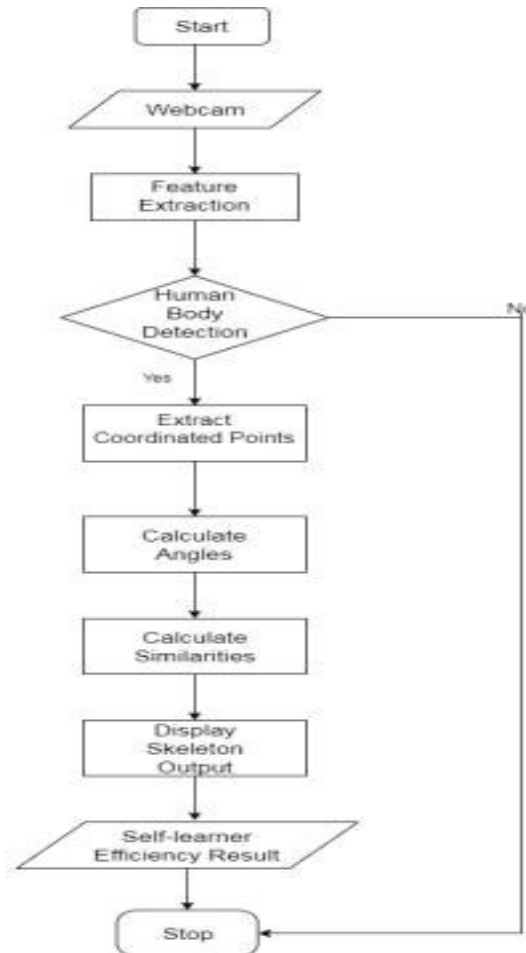 Start
Webcam
Feature
Extraction
Human
Body
Detection
No
Yes
Extract
Coordinated Points
Calculate
Angles
Calculate
Similarities
Display
Skeleton
Output
Self-learner
Efficiency Result
Stop